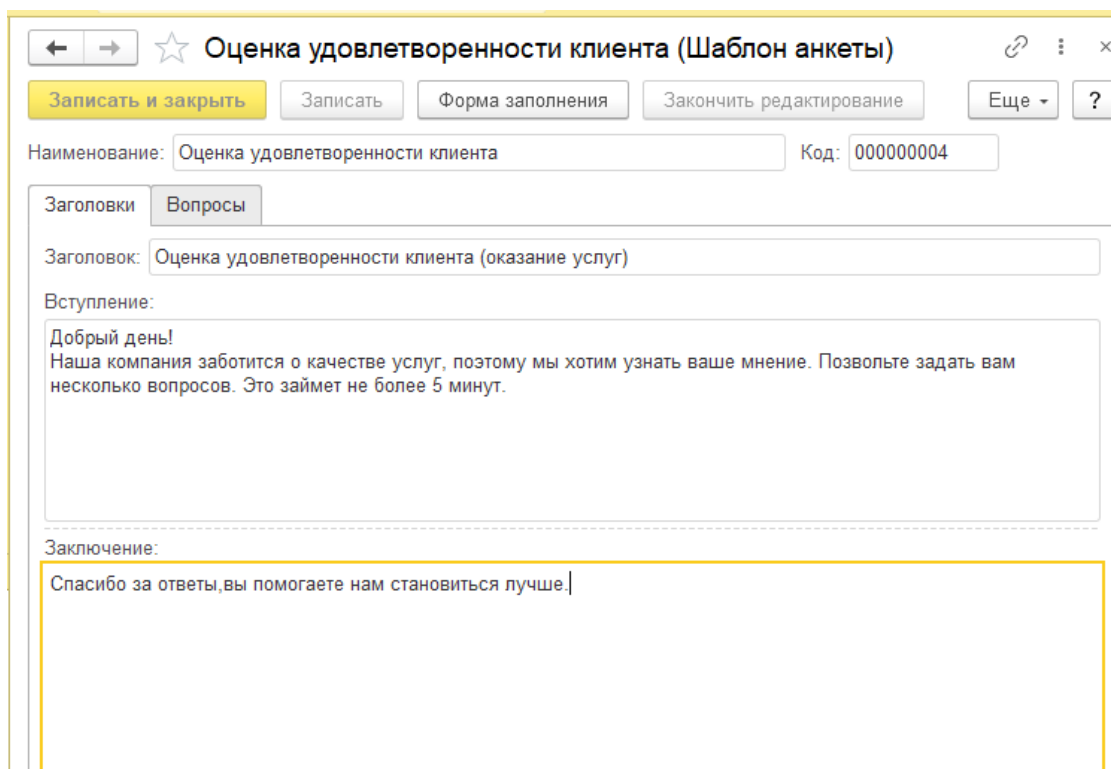 Оценка удовлетворенности клиента (Шаблон анкеты)
Записать и закрыть Записать Форма заполнения Закончить редактирование Еще ?
Наименование: Оценка удовлетворенности клиента Код: 000000004
Заголовки Вопросы
Заголовок: Оценка удовлетворенности клиента (оказание услуг)
Вступление:
Добрый день!
Наша компания заботится о качестве услуг, поэтому мы хотим узнать ваше мнение. Позвольте задать вам
несколько вопросов. Это займет не более 5 минут.
Заключение:
Спасибо за ответы,вы помогаете нам становиться лучше.